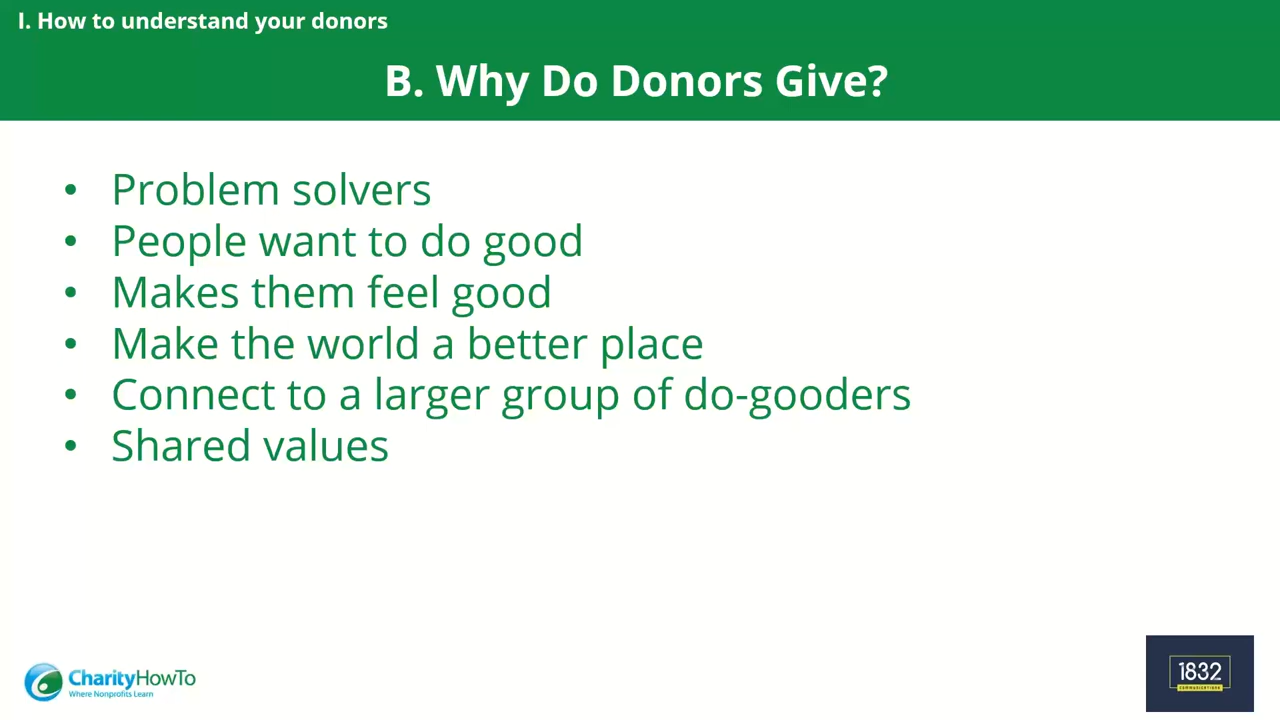 I. How to understand your donors
B. Why Do Donors Give?
• Problem solvers
• People want to do good
• Makes them feel good
• Make the world a better place
• Connect to a larger group of do-gooders
• Shared values
CharityHowTo
Where Nonprofits Learn
1832
COMMUNICATIONS